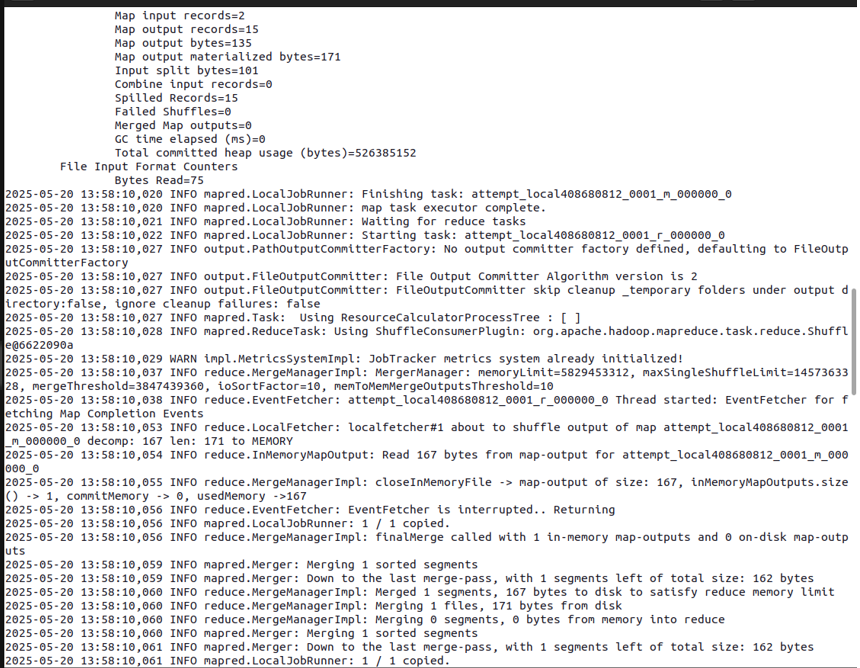 Map input records=2
Map output records=15
Map output bytes=135
Map output materialized bytes=171
Input split bytes=101
Combine input records=0
Spilled Records=15
Failed Shuffles=0
Merged Map outputs=0
GC time elapsed (ms)=0
Total committed heap usage (bytes)=526385152
File Input Format Counters
Bytes Read=75
2025-05-20 13:58:10,020 INFO mapred.LocalJobRunner: Finishing task: attempt_local408680812_0001_m_000000_0
2025-05-20 13:58:10,020 INFO mapred.LocalJobRunner: map task executor complete.
2025-05-20 13:58:10,021 INFO mapred.LocalJobRunner: Waiting for reduce tasks
2025-05-20 13:58:10,022 INFO mapred.LocalJobRunner: Starting task: attempt_local408680812_0001_r_000000_0
2025-05-20 13:58:10,027 INFO output.PathOutputCommitterFactory: No output committer factory defined, defaulting to FileOutp
utCommitterFactory
2025-05-20 13:58:10,027 INFO output.FileOutputCommitter: File Output Committer Algorithm version is 2
2025-05-20 13:58:10,027 INFO output.FileOutputCommitter: FileOutputCommitter skip cleanup _temporary folders under output d
irectory:false, ignore cleanup failures: false
2025-05-20 13:58:10,027 INFO mapred.Task:  Using ResourceCalculatorProcessTree : [ ]
2025-05-20 13:58:10,028 INFO mapred.ReduceTask: Using ShuffleConsumerPlugin: org.apache.hadoop.mapreduce.task.reduce.Shuffl
e@6622090a
2025-05-20 13:58:10,029 WARN impl.MetricsSystemImpl: JobTracker metrics system already initialized!
2025-05-20 13:58:10,037 INFO reduce.MergeManagerImpl: MergerManager: memoryLimit=5829453312, maxSingleShuffleLimit=14573633
28, mergeThreshold=3847439360, ioSortFactor=10, memToMemMergeOutputsThreshold=10
2025-05-20 13:58:10,038 INFO reduce.EventFetcher: attempt_local408680812_0001_r_000000_0 Thread started: EventFetcher for f
etching Map Completion Events
2025-05-20 13:58:10,053 INFO reduce.LocalFetcher: localfetcher#1 about to shuffle output of map attempt_local408680812_0001
_m_000000_0 decomp: 167 len: 171 to MEMORY
2025-05-20 13:58:10,054 INFO reduce.InMemoryMapOutput: Read 167 bytes from map-output for attempt_local408680812_0001_m_000
000_0
2025-05-20 13:58:10,055 INFO reduce.MergeManagerImpl: closeInMemoryFile -> map-output of size: 167, inMemoryMapOutputs.size
() -> 1, commitMemory -> 0, usedMemory ->167
2025-05-20 13:58:10,056 INFO reduce.EventFetcher: EventFetcher is interrupted.. Returning
2025-05-20 13:58:10,056 INFO mapred.LocalJobRunner: 1 / 1 copied.
2025-05-20 13:58:10,056 INFO reduce.MergeManagerImpl: finalMerge called with 1 in-memory map-outputs and 0 on-disk map-outp
uts
2025-05-20 13:58:10,059 INFO mapred.Merger: Merging 1 sorted segments
2025-05-20 13:58:10,059 INFO mapred.Merger: Down to the last merge-pass, with 1 segments left of total size: 162 bytes
2025-05-20 13:58:10,060 INFO reduce.MergeManagerImpl: Merged 1 segments, 167 bytes to disk to satisfy reduce memory limit
2025-05-20 13:58:10,060 INFO reduce.MergeManagerImpl: Merging 1 files, 171 bytes from disk
2025-05-20 13:58:10,060 INFO reduce.MergeManagerImpl: Merging 0 segments, 0 bytes from memory into reduce
2025-05-20 13:58:10,060 INFO mapred.Merger: Merging 1 sorted segments
2025-05-20 13:58:10,061 INFO mapred.Merger: Down to the last merge-pass, with 1 segments left of total size: 162 bytes
2025-05-20 13:58:10,061 INFO mapred.LocalJobRunner: 1 / 1 copied.